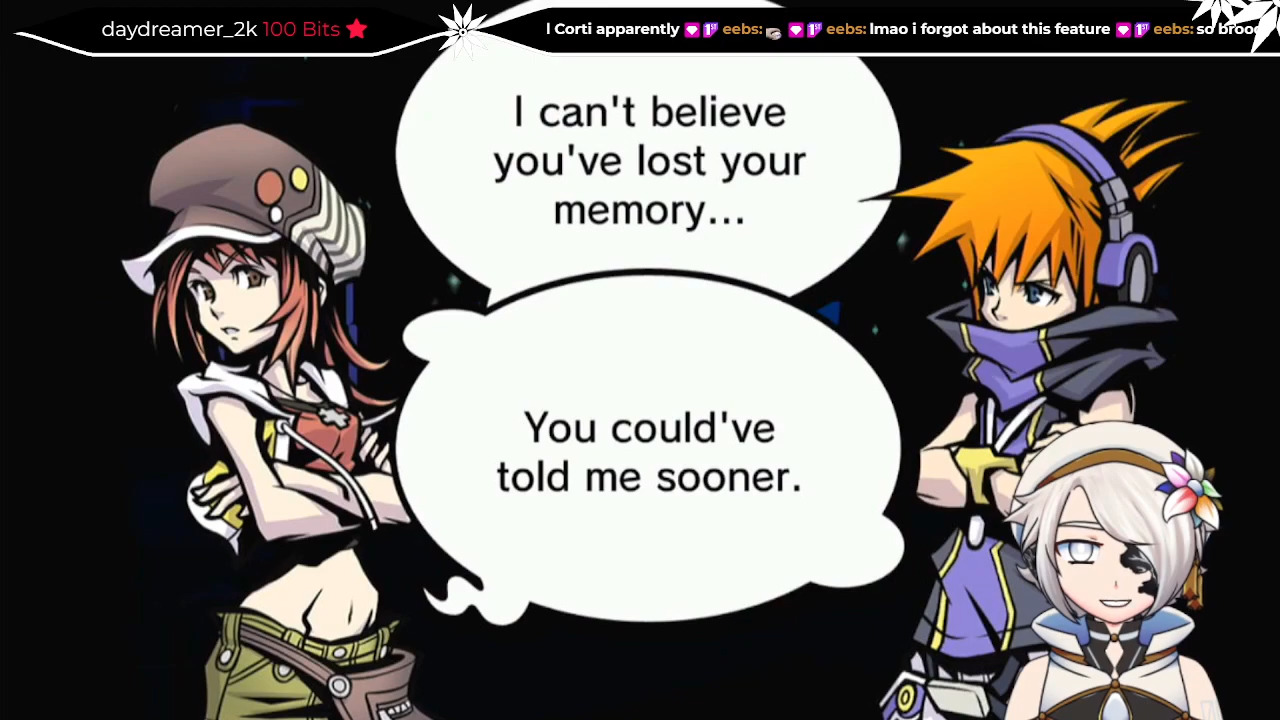 daydreamer_2k 100 Bits
l Corti apparently eebs: eebs: lmao i forgot about this feature eebs: so brood
I can't believe
you've lost your
memory...
You could've
told me sooner.